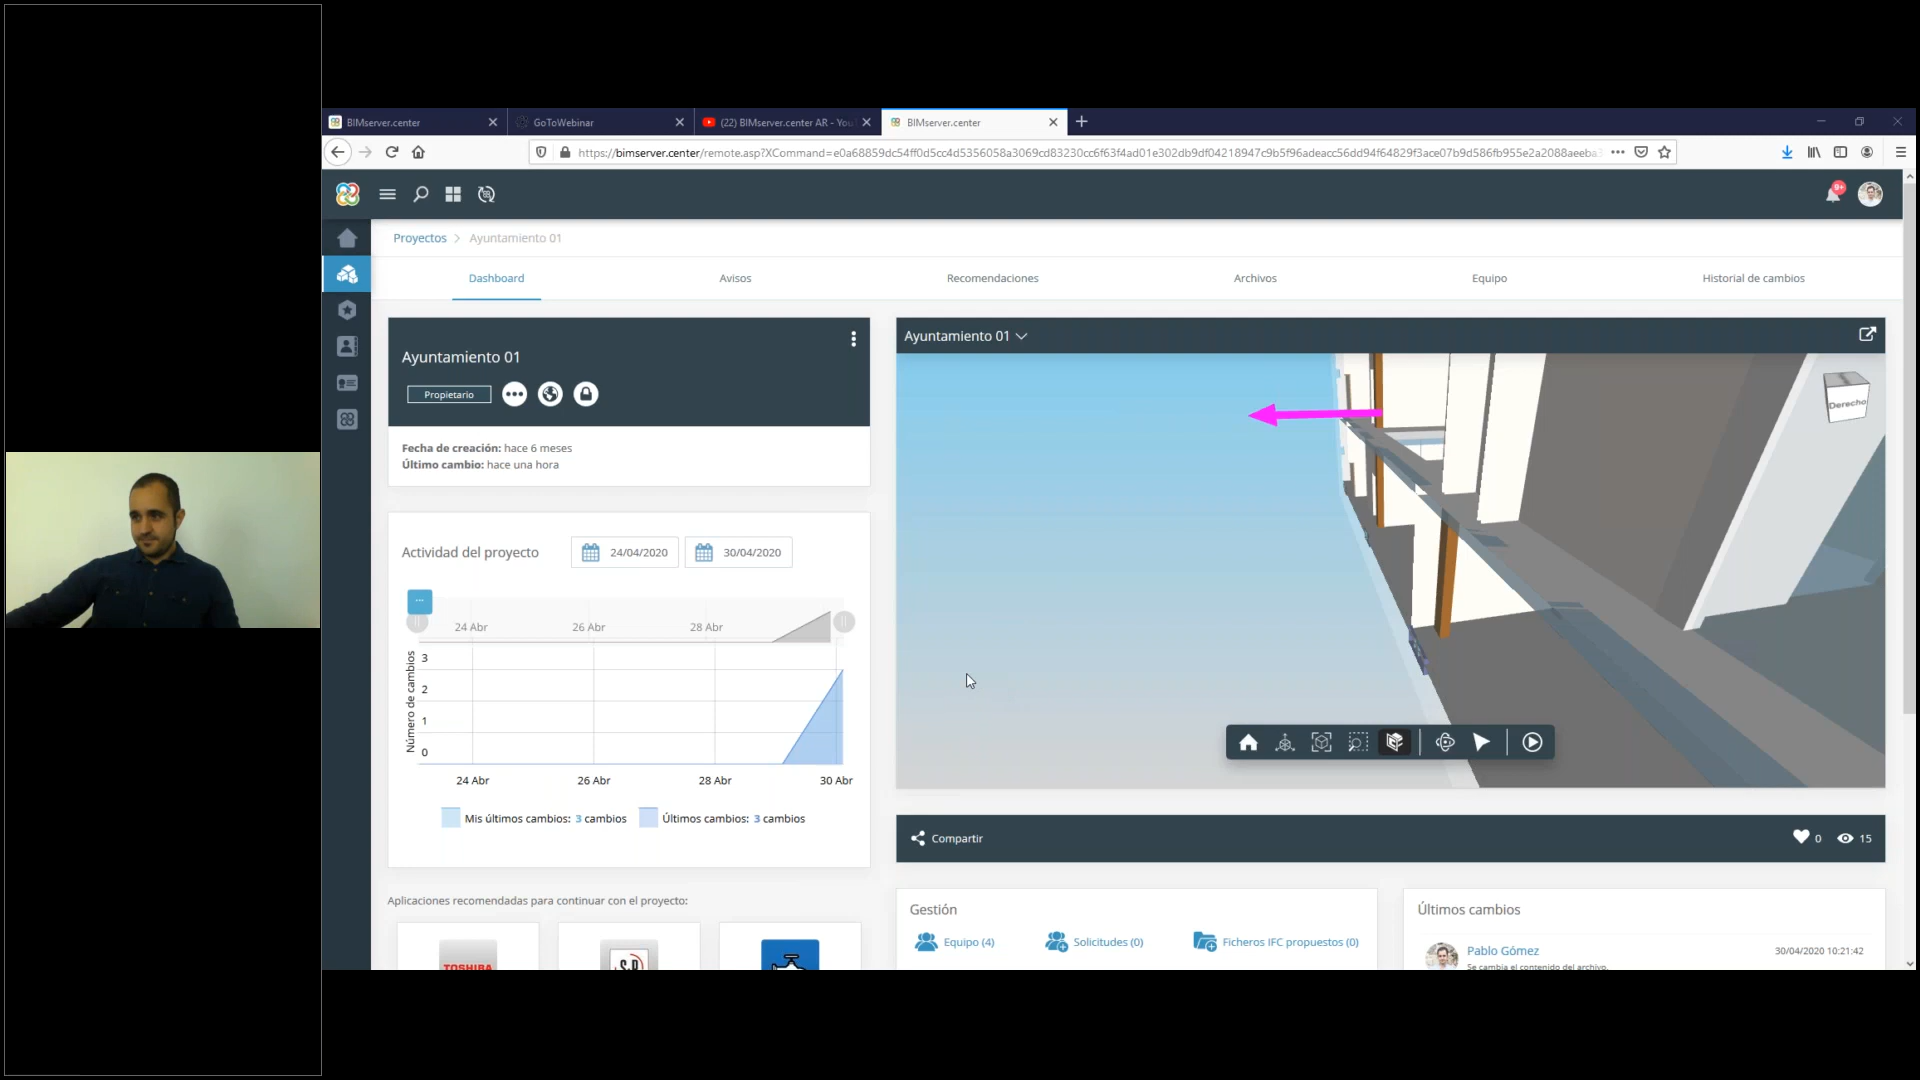 BIMserver.center
GoToWebinar
(22) BIMserver.center AR - You
BIMserver.center
https://bimserver.center/remote.asp?XCommand=e0a68859dc54ff0d5cc4d5356058a3069cd83230cc6f63f4ad01e302db9df04218947c9b5f96adeacc56dd94f64829f3ace07b9d586fb955e2a2088aeeba3
9+
Proyectos > Ayuntamiento 01
Dashboard
Avisos
Recomendaciones
Archivos
Equipo
Historial de cambios
Ayuntamiento 01
Propietario
Fecha de creación: hace 6 meses
Último cambio: hace una hora
Ayuntamiento 01
Derecho
Actividad del proyecto
24/04/2020
30/04/2020
...
24 Abr
26 Abr
28 Abr
Número de cambios
3
2
1
0
24 Abr
26 Abr
28 Abr
30 Abr
Mis últimos cambios: 3 cambios
Últimos cambios: 3 cambios
Compartir
0
15
Aplicaciones recomendadas para continuar con el proyecto:
TOSHIBA
S&P
Gestión
Equipo (4)
Solicitudes (0)
Ficheros IFC propuestos (0)
Últimos cambios
Pablo Gómez
30/04/2020 10:21:42
Se cambia el contenido del archivo.